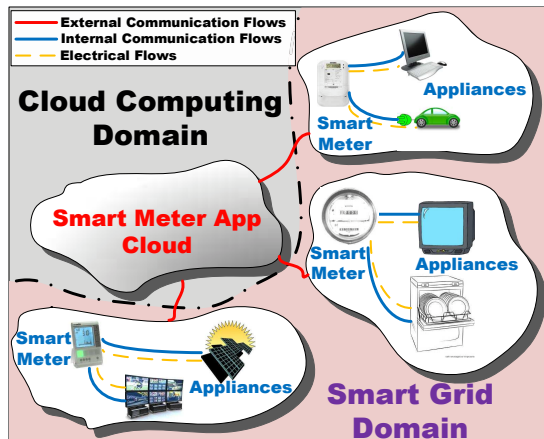 External Communication Flows
Internal Communication Flows
Electrical Flows
Cloud Computing
Domain
Smart Meter App
Cloud
Appliances
Smart
Meter
Smart
Meter
Appliances
Smart
Meter
Appliances
Smart Grid
Domain